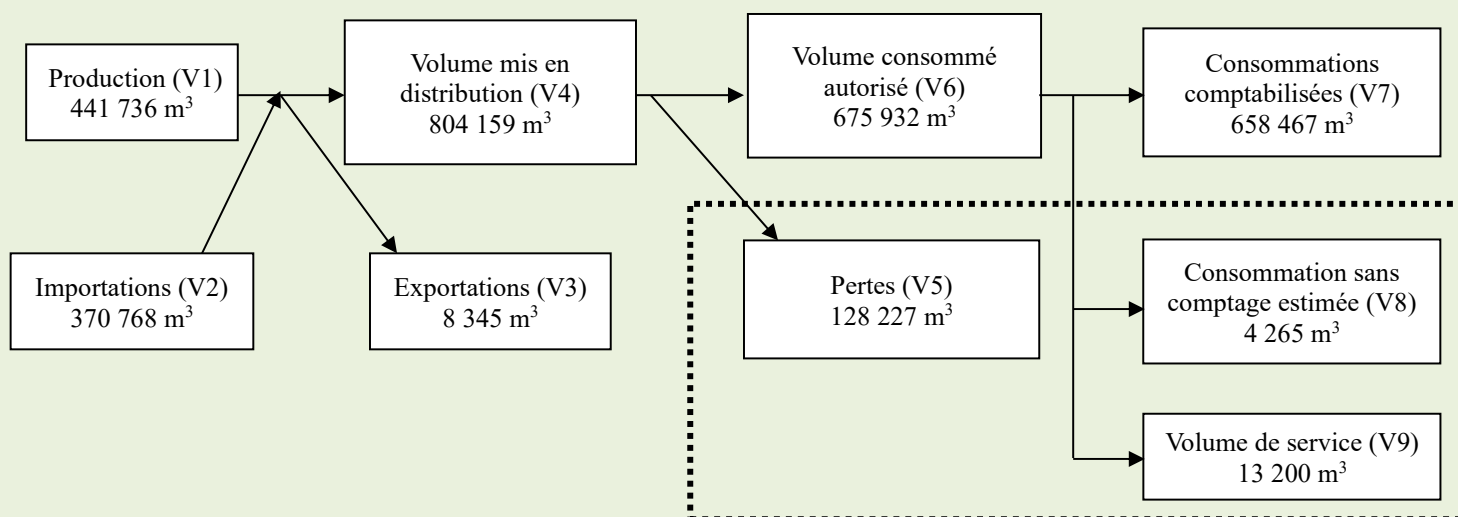 Production (V1)
441 736 m³
Volume mis en
distribution (V4)
804 159 m³
Volume consommé
autorisé (V6)
675 932 m³
Consommations
comptabilisées (V7)
658 467 m³
Importations (V2)
370 768 m³
Exportations (V3)
8 345 m³
Pertes (V5)
128 227 m³
Consommation sans
comptage estimée (V8)
4 265 m³
Volume de service (V9)
13 200 m³